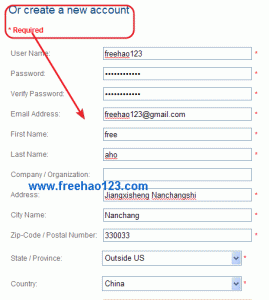 Or create a new account
* Required
User Name: freehao123 *
Password: •••••••••••• *
Verify Password: •••••••••••• *
Email Address: freehao123@gmail.com *
First Name: free *
Last Name: aho *
Company / Organization:
www.freehao123.com
Address: Jiangxisheng Nanchangshi *
City Name: Nanchang *
Zip-Code / Postal Number: 330033 *
State / Province: Outside US *
Country: China *